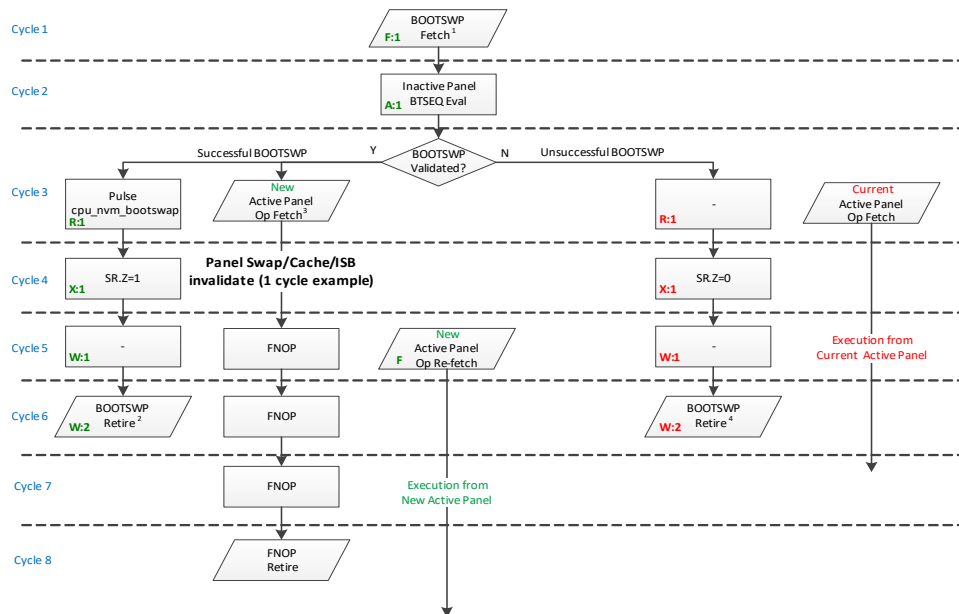 Cycle 1
BOOTSWP
Fetch 1
F:1
Cycle 2
Inactive Panel
BTSEQ Eval
A:1
Successful BOOTSWP
Y
BOOTSWP
Validated?
N
Unsuccessful BOOTSWP
Cycle 3
Pulse
cpu_nvm_bootswap
R:1
New
Active Panel
Op Fetch 3
-
R:1
Current
Active Panel
Op Fetch
Cycle 4
SR.Z=1
X:1
Panel Swap/Cache/ISB
invalidate (1 cycle example)
SR.Z=0
X:1
Cycle 5
-
W:1
FNOP
New
Active Panel
Op Re-fetch
F
-
W:1
Execution from
Current Active Panel
Cycle 6
BOOTSWP
Retire 2
W:2
FNOP
BOOTSWP
Retire 4
W:2
Cycle 7
FNOP
Execution from
New Active Panel
Cycle 8
FNOP
Retire